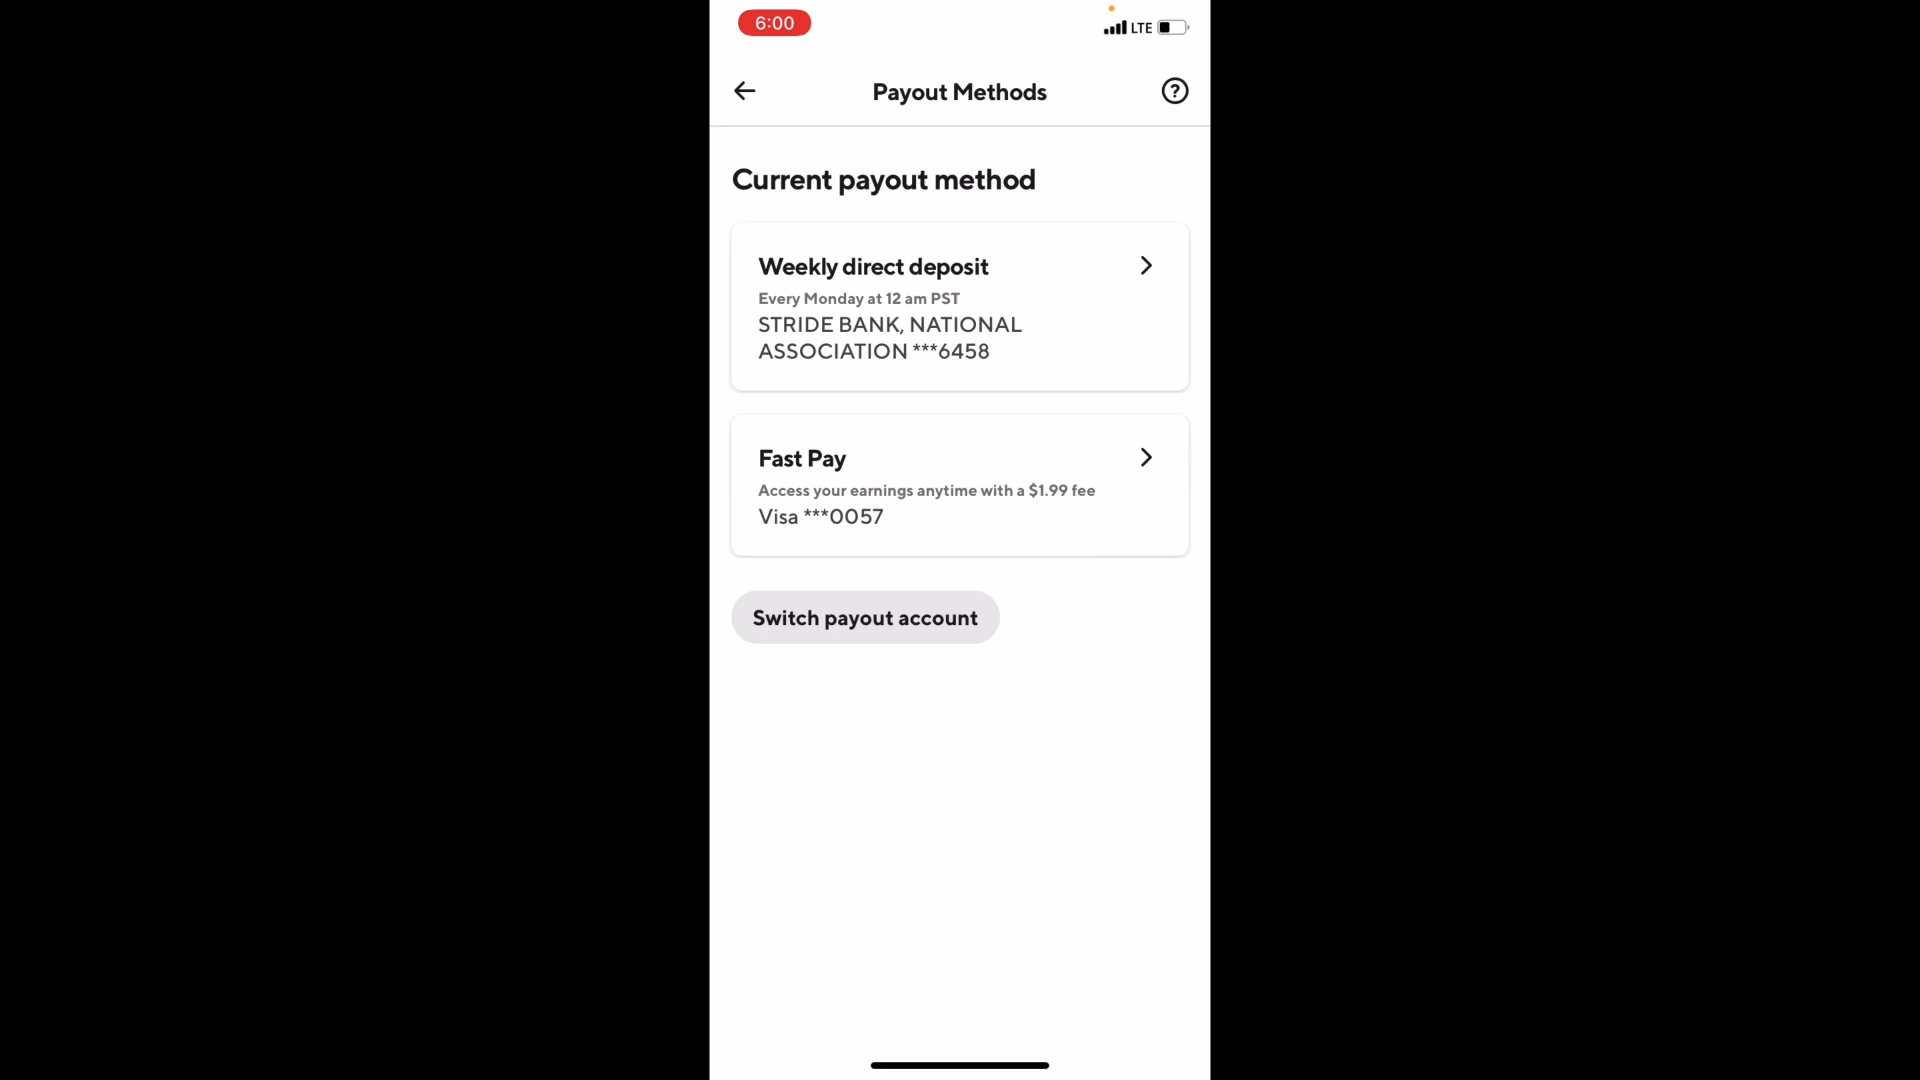 6:00
LTE
Payout Methods
?
Current payout method
Weekly direct deposit
Every Monday at 12 am PST
STRIDE BANK, NATIONAL
ASSOCIATION ***6458
Fast Pay
Access your earnings anytime with a $1.99 fee
Visa ***0057
Switch payout account